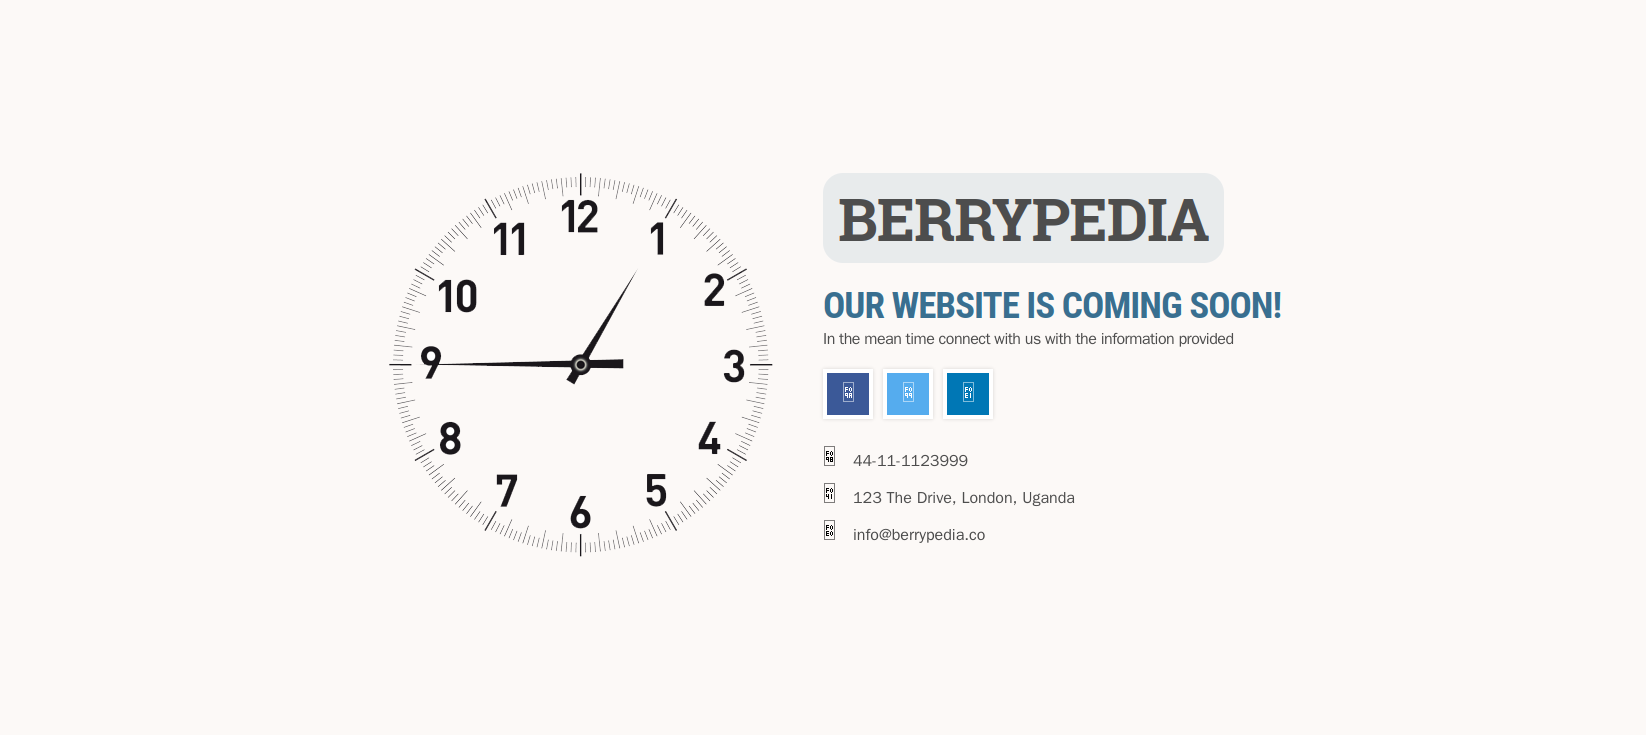 12
11
1
10
2
9
3
8
4
7
5
6
BERRYPEDIA
OUR WEBSITE IS COMING SOON!
In the mean time connect with us with the information provided
44-11-1123999
123 The Drive, London, Uganda
info@berrypedia.co